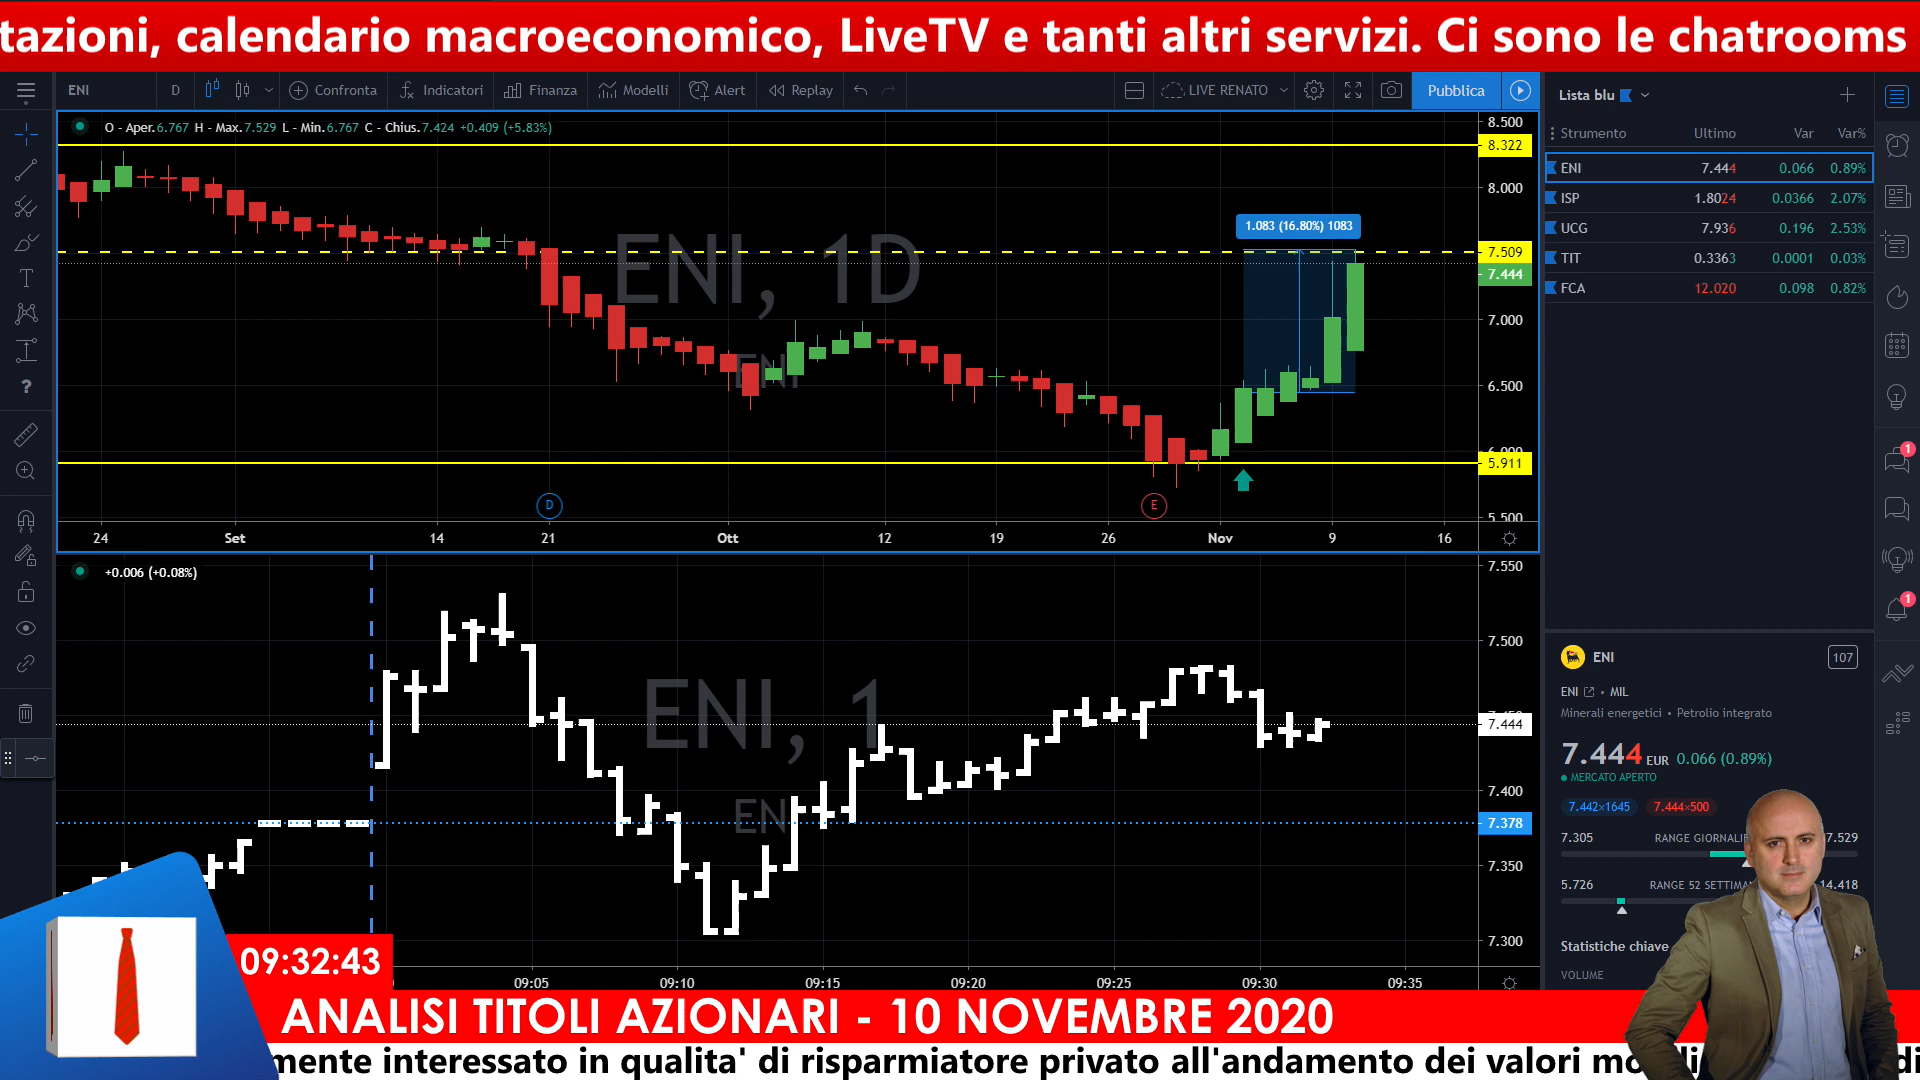 tazioni, calendario macroeconomico, LiveTV e tanti altri servizi. Ci sono le chatrooms
ENI D Confronta Indicatori Finanza Modelli Alert Replay LIVE RENATO Pubblica
O - Aper.6.767 H - Max.7.529 L - Min.6.767 C - Chius.7.424 +0.409 (+5.83%)
ENI, 1D
ENI
1.083 (16.80%) 1083
8.500
8.322
8.000
7.509
7.444
7.000
6.500
6.000
5.911
5.500
D
E
24 Set 14 21 Ott 12 19 26 Nov 9 16
+0.006 (+0.08%)
ENI, 1
7.550
7.500
7.444
7.400
7.378
7.350
7.300
09:05 09:10 09:15 09:20 09:25 09:30 09:35
Lista blu
Strumento Ultimo Var Var%
ENI 7.444 0.066 0.89%
ISP 1.8024 0.0366 2.07%
UCG 7.936 0.196 2.53%
TIT 0.3363 0.0001 0.03%
FCA 12.020 0.098 0.82%
1
1
ENI 107
ENI • MIL
Minerali energetici • Petrolio integrato
7.444 EUR 0.066 (0.89%)
MERCATO APERTO
7.442×1645 7.444×500
7.305 RANGE 7.529
5.726 RANGE 52 14.418
Statistiche chiave
VOLUME
09:32:43
ANALISI TITOLI AZIONARI - 10 NOVEMBRE 2020
mente interessato in qualita' di risparmiatore privato all'andamento dei valori